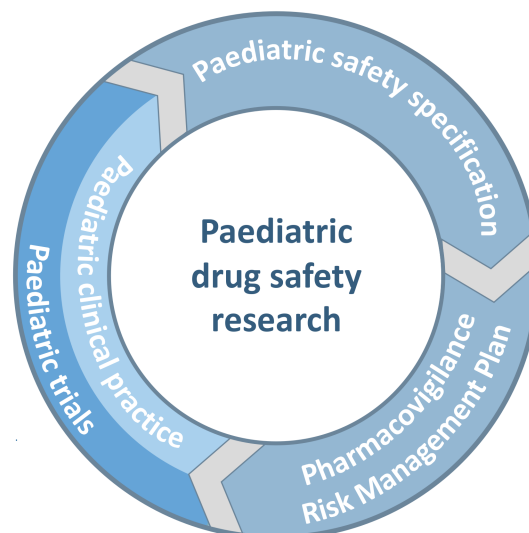 Paediatric safety specification
Paediatric
drug safety
research
Pharmacovigilance
Risk Management Plan
Paediatric clinical practice
Paediatric trials